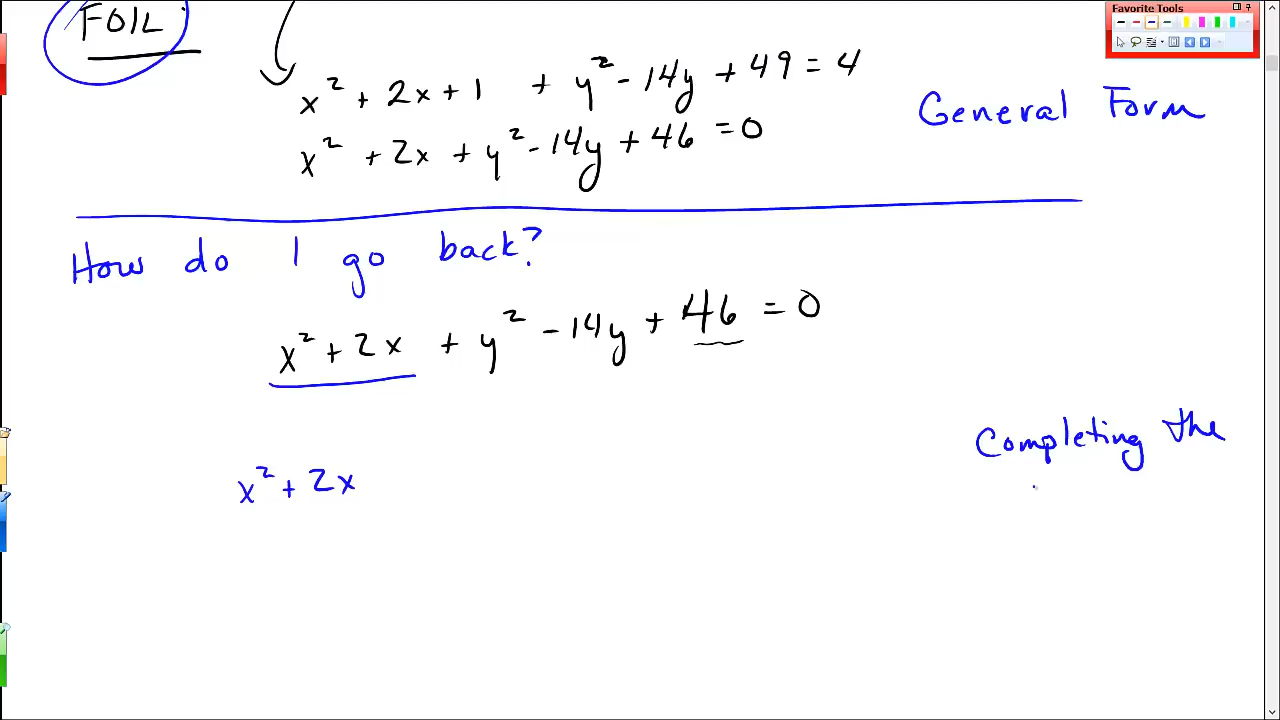 Favorite Tools
FOIL
x² + 2x + 1 + y² - 14y + 49 = 4
General Form
x² + 2x + y² - 14y + 46 = 0
How do I go back?
x² + 2x + y² - 14y + 46 = 0
Completing the
x² + 2x